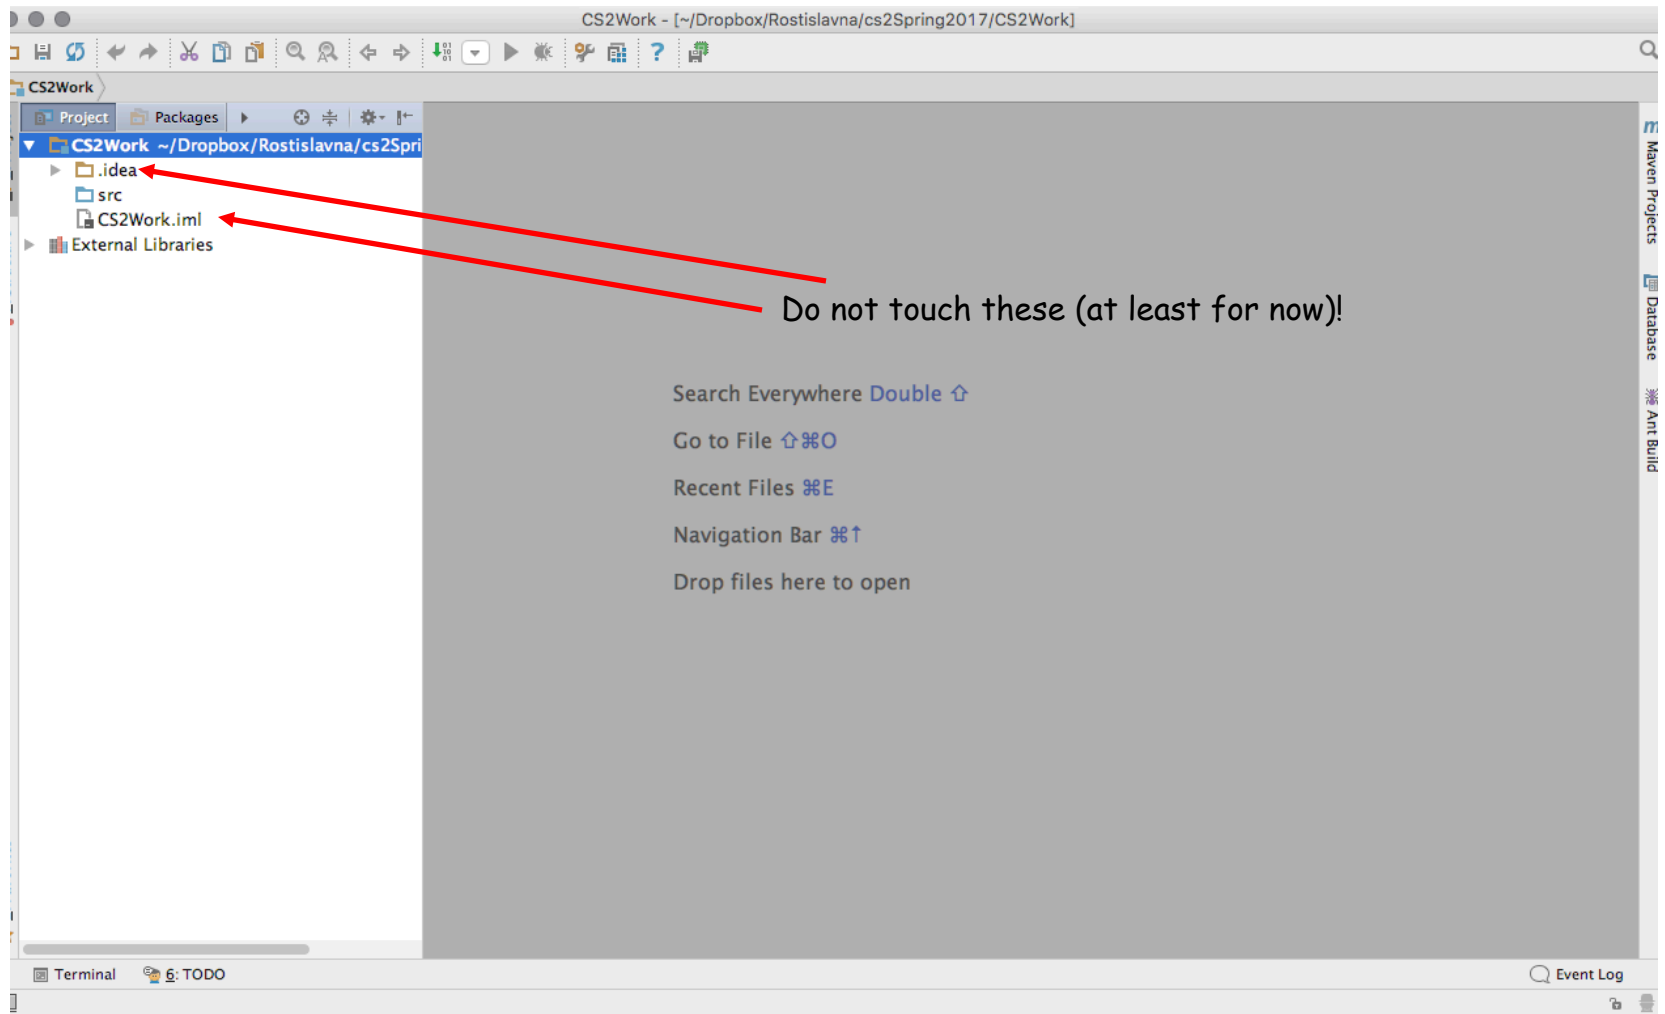 CS2Work - [~/Dropbox/Rostislavna/cs2Spring2017/CS2Work]
CS2Work
Project
Packages
CS2Work ~/Dropbox/Rostislavna/cs2Spri
.idea
src
CS2Work.iml
External Libraries
Do not touch these (at least for now)!
Search Everywhere Double ⇧
Go to File ⇧⌘O
Recent Files ⌘E
Navigation Bar ⌘↑
Drop files here to open
Maven Projects
Database
Ant Build
Terminal
6: TODO
Event Log